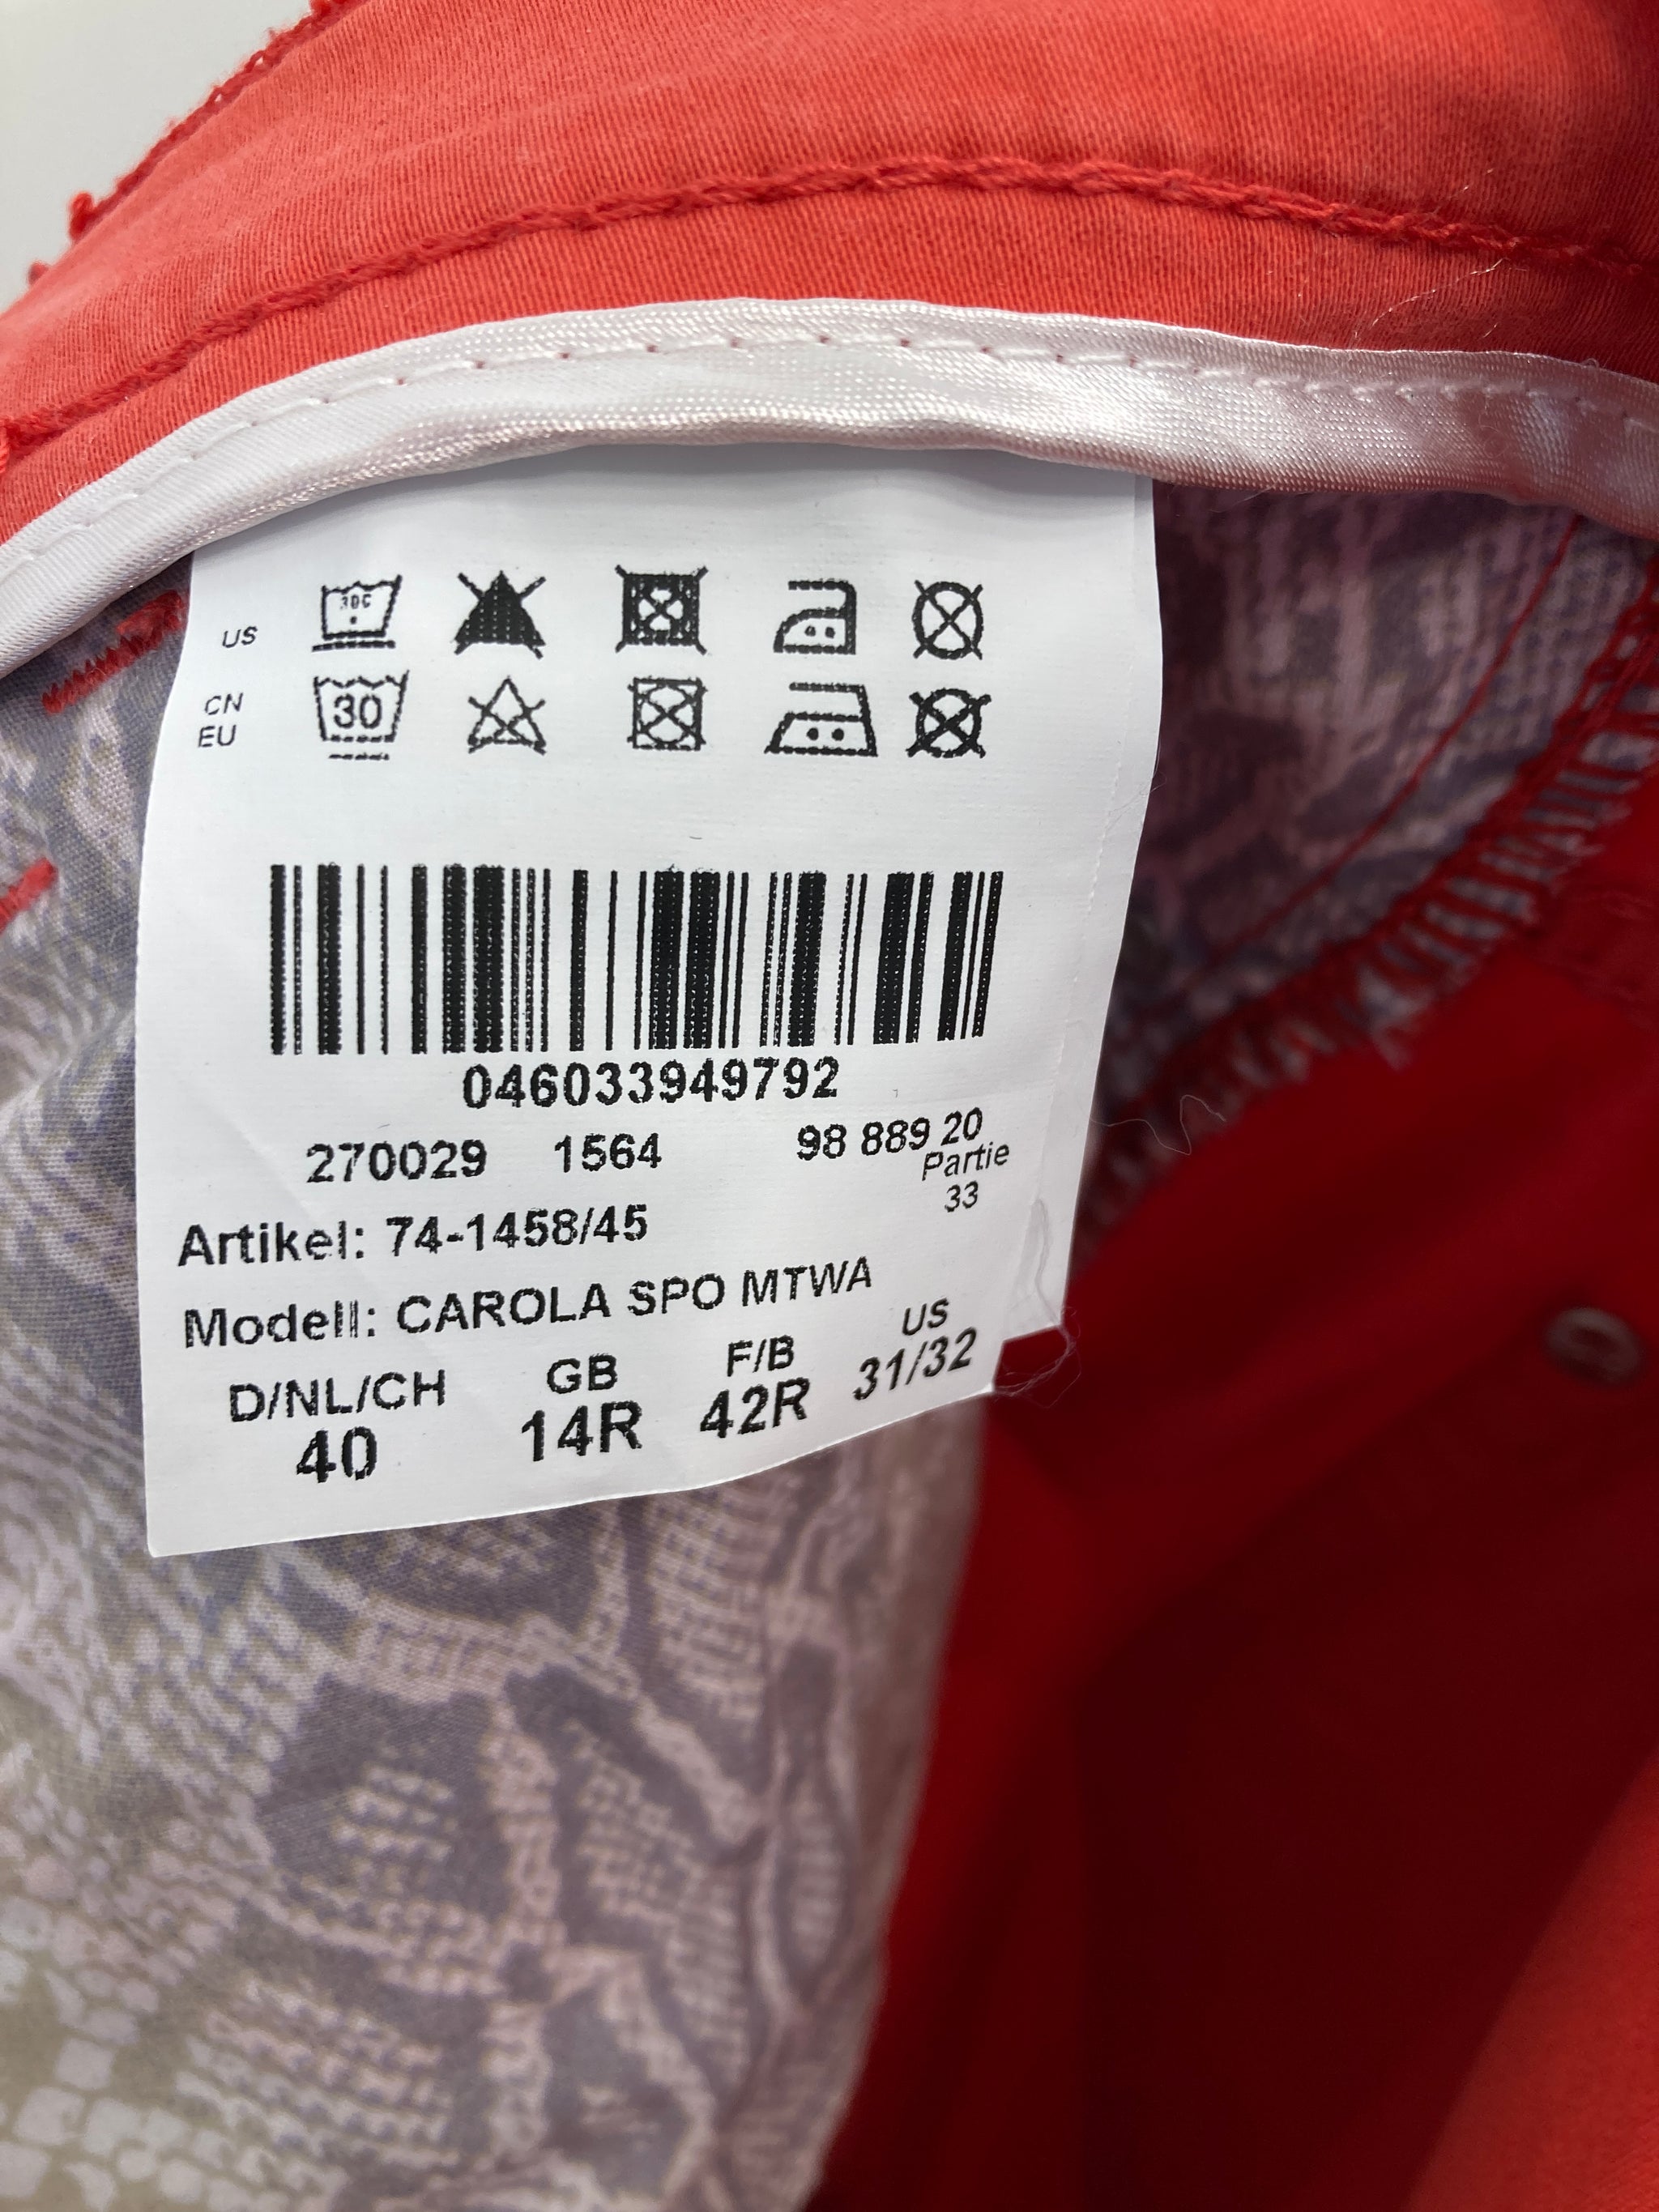 US 30C
CN
EU 30
046033949792
270029 1564 98 889 20
Partie
33
Artikel: 74-1458/45
Modell: CAROLA SPO MTWA
D/NL/CH GB F/B US
40 14R 42R 31/32